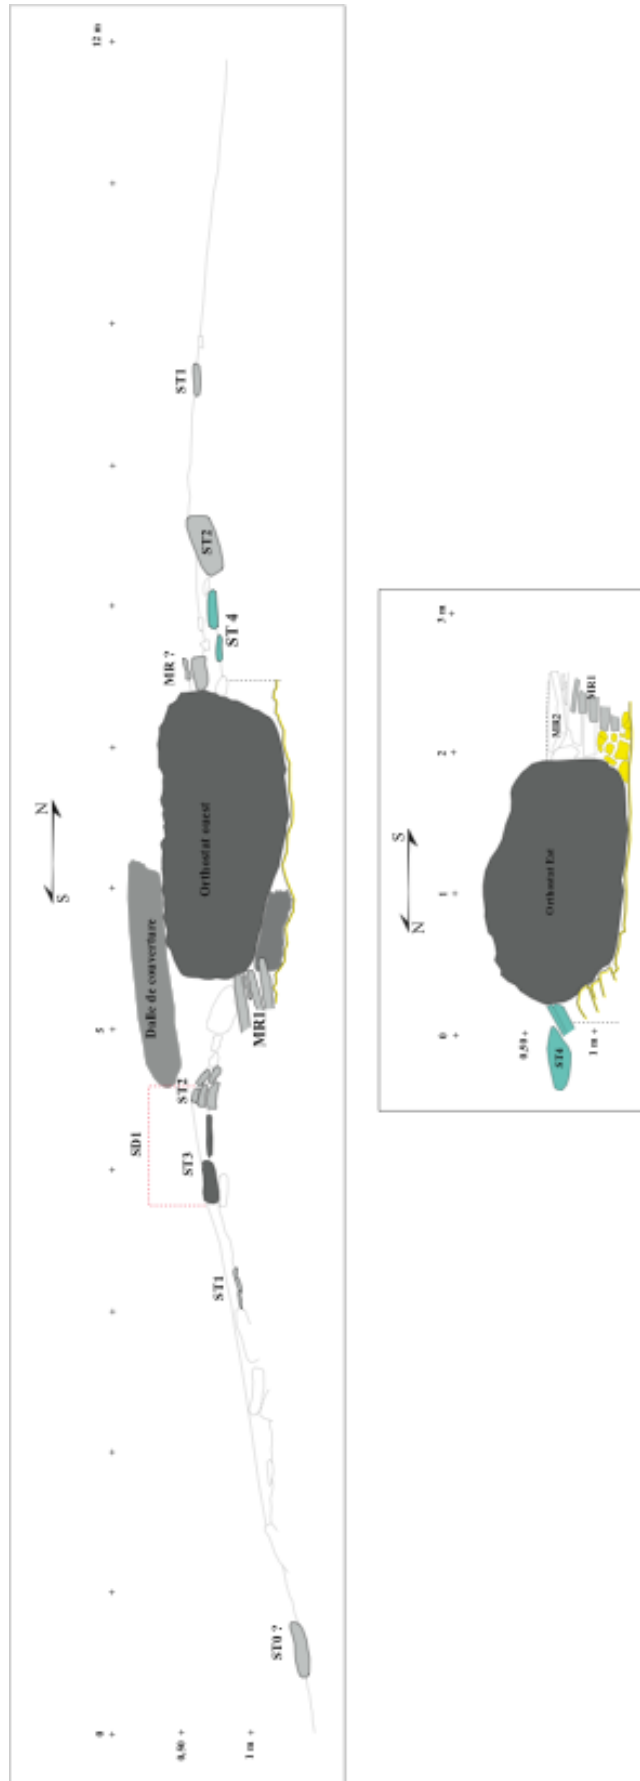 12 m
ST1
ST2
ST 4
MR ?
Orthostat ouest
N
S
Dalle de couverture
MR1
5
ST2
SD1
ST3
ST1
ST0 ?
0
0,50
1 m
3 m
MR2
MR1
2
S
N
Orthostat Est
1
ST4
0
0,50
1 m